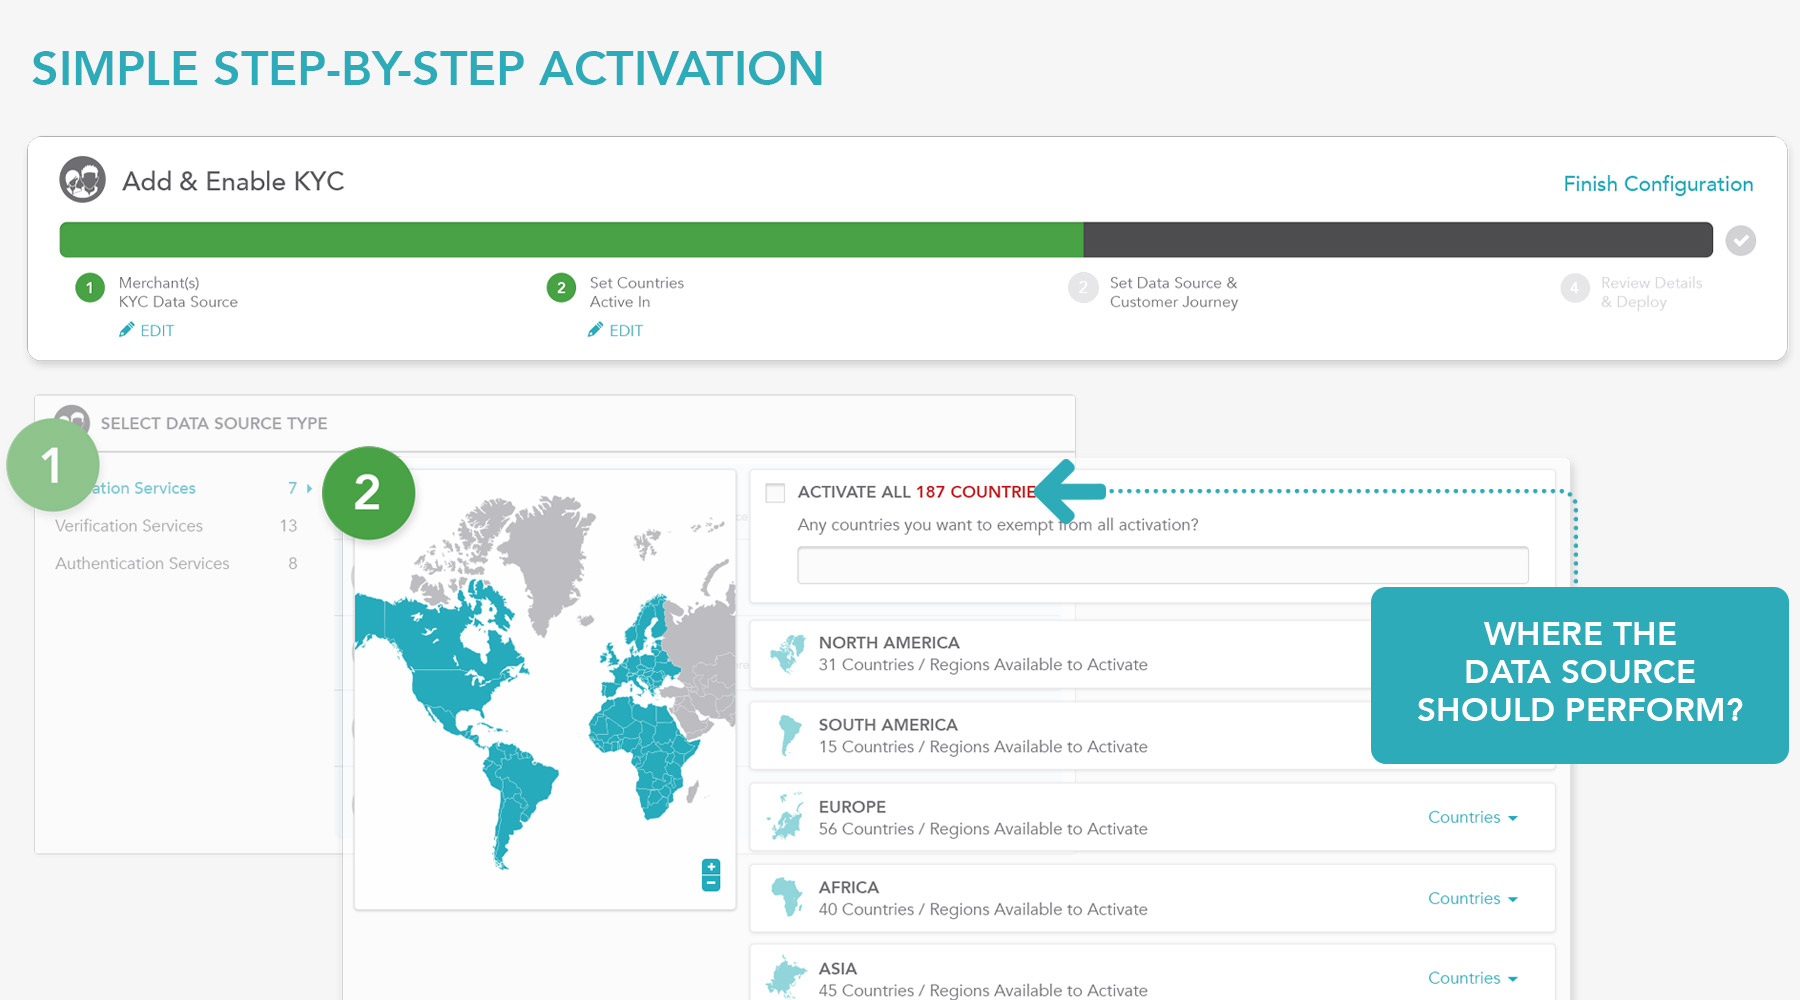 SIMPLE STEP-BY-STEP ACTIVATION
Add & Enable KYC
Finish Configuration
1
Merchant(s)
KYC Data Source
EDIT
2
Set Countries
Active In
EDIT
2
Set Data Source &
Customer Journey
4
Review Details
& Deploy
SELECT DATA SOURCE TYPE
1
Services 7
Verification Services 13
Authentication Services 8
2
ACTIVATE ALL 187 COUNTRIE
Any countries you want to exempt from all activation?
WHERE THE
DATA SOURCE
SHOULD PERFORM?
NORTH AMERICA
31 Countries / Regions Available to Activate
SOUTH AMERICA
15 Countries / Regions Available to Activate
EUROPE
56 Countries / Regions Available to Activate
Countries
AFRICA
40 Countries / Regions Available to Activate
Countries
ASIA
45 Countries / Regions Available to Activate
Countries